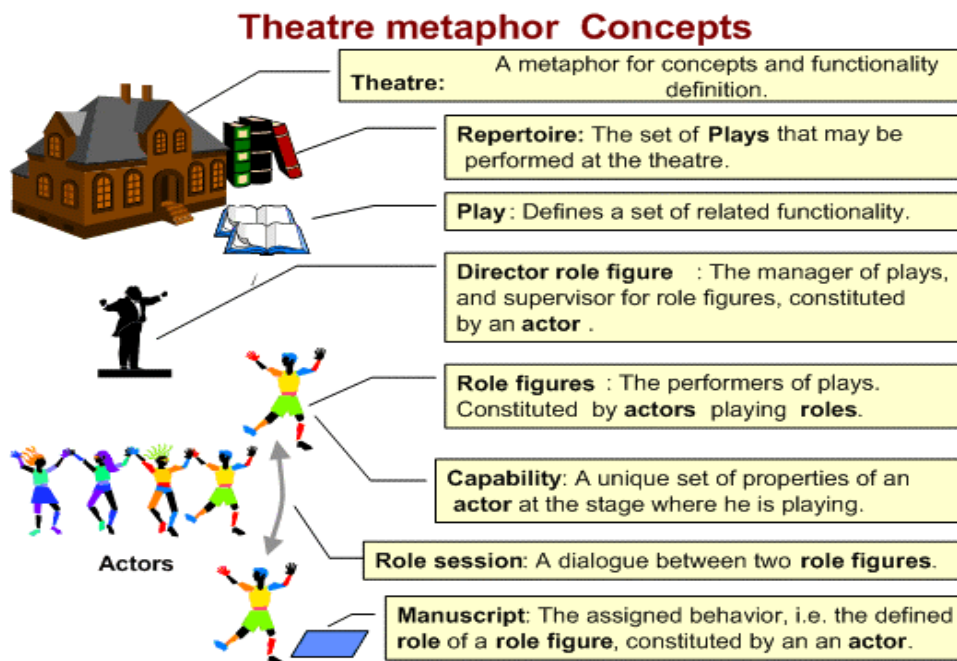 Theatre metaphor Concepts
A metaphor for concepts and functionality
Theatre: definition.
Repertoire: The set of Plays that may be
performed at the theatre.
Play : Defines a set of related functionality.
Director role figure : The manager of plays,
and supervisor for role figures, constituted
by an actor .
Role figures : The performers of plays.
Constituted by actors playing roles.
Capability: A unique set of properties of an
actor at the stage where he is playing.
Actors
Role session: A dialogue between two role figures.
Manuscript: The assigned behavior, i.e. the defined
role of a role figure, constituted by an an actor.